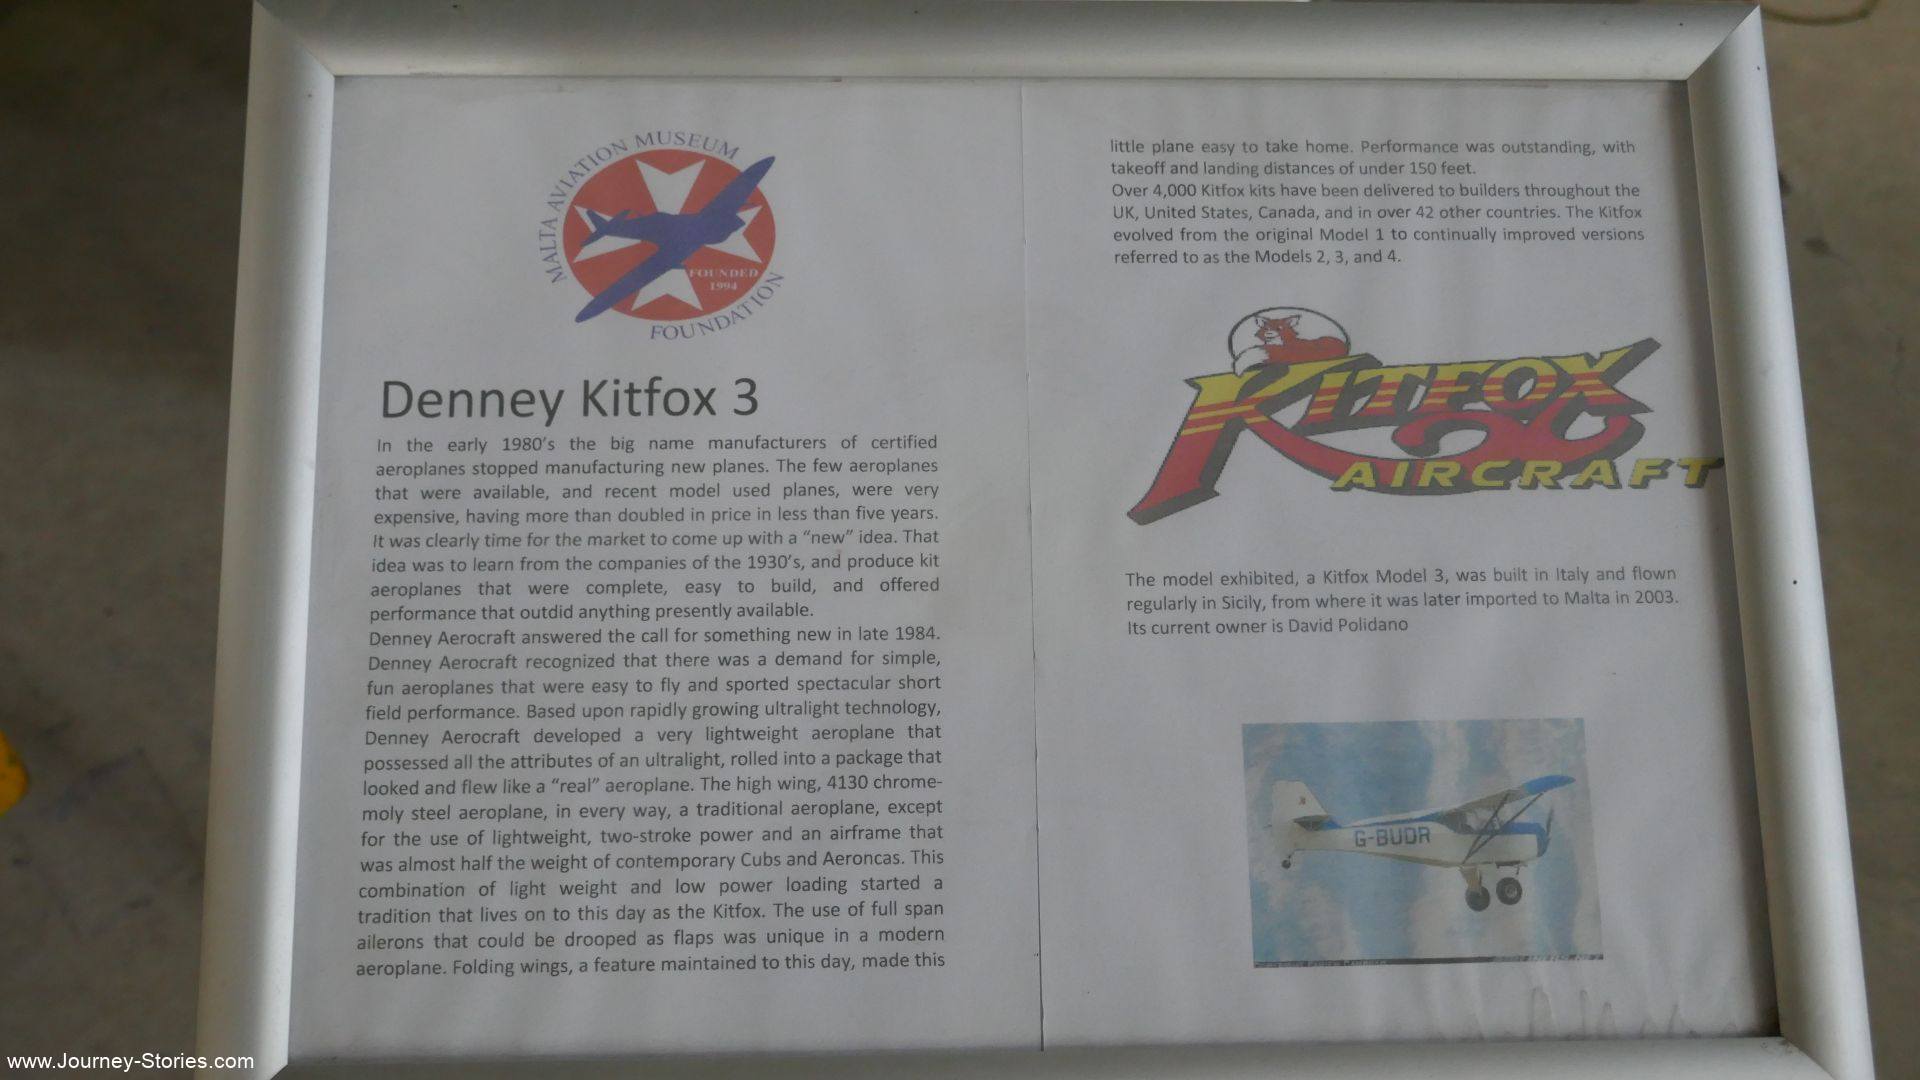 MALTA AVIATION MUSEUM
FOUNDED
1994
FOUNDATION
Denney Kitfox 3
In the early 1980's the big name manufacturers of certified
aeroplanes stopped manufacturing new planes. The few aeroplanes
that were available, and recent model used planes, were very
expensive, having more than doubled in price in less than five years.
It was clearly time for the market to come up with a “new” idea. That
idea was to learn from the companies of the 1930's, and produce kit
aeroplanes that were complete, easy to build, and offered
performance that outdid anything presently available.
Denney Aerocraft answered the call for something new in late 1984.
Denney Aerocraft recognized that there was a demand for simple,
fun aeroplanes that were easy to fly and sported spectacular short
field performance. Based upon rapidly growing ultralight technology,
Denney Aerocraft developed a very lightweight aeroplane that
possessed all the attributes of an ultralight, rolled into a package that
looked and flew like a “real” aeroplane. The high wing, 4130 chrome-
moly steel aeroplane, in every way, a traditional aeroplane, except
for the use of lightweight, two-stroke power and an airframe that
was almost half the weight of contemporary Cubs and Aeroncas. This
combination of light weight and low power loading started a
tradition that lives on to this day as the Kitfox. The use of full span
ailerons that could be drooped as flaps was unique in a modern
aeroplane. Folding wings, a feature maintained to this day, made this
little plane easy to take home. Performance was outstanding, with
takeoff and landing distances of under 150 feet.
Over 4,000 Kitfox kits have been delivered to builders throughout the
UK, United States, Canada, and in over 42 other countries. The Kitfox
evolved from the original Model 1 to continually improved versions
referred to as the Models 2, 3, and 4.
KITFOX
AIRCRAFT
The model exhibited, a Kitfox Model 3, was built in Italy and flown
regularly in Sicily, from where it was later imported to Malta in 2003.
Its current owner is David Polidano
G-BUDR
www.Journey-Stories.com